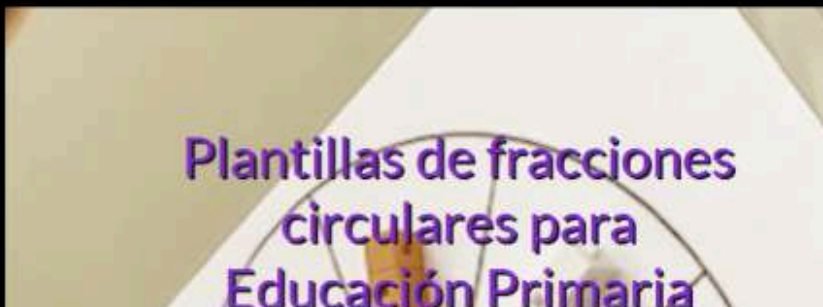 Plantillas de fracciones
circulares para
Educación Primaria